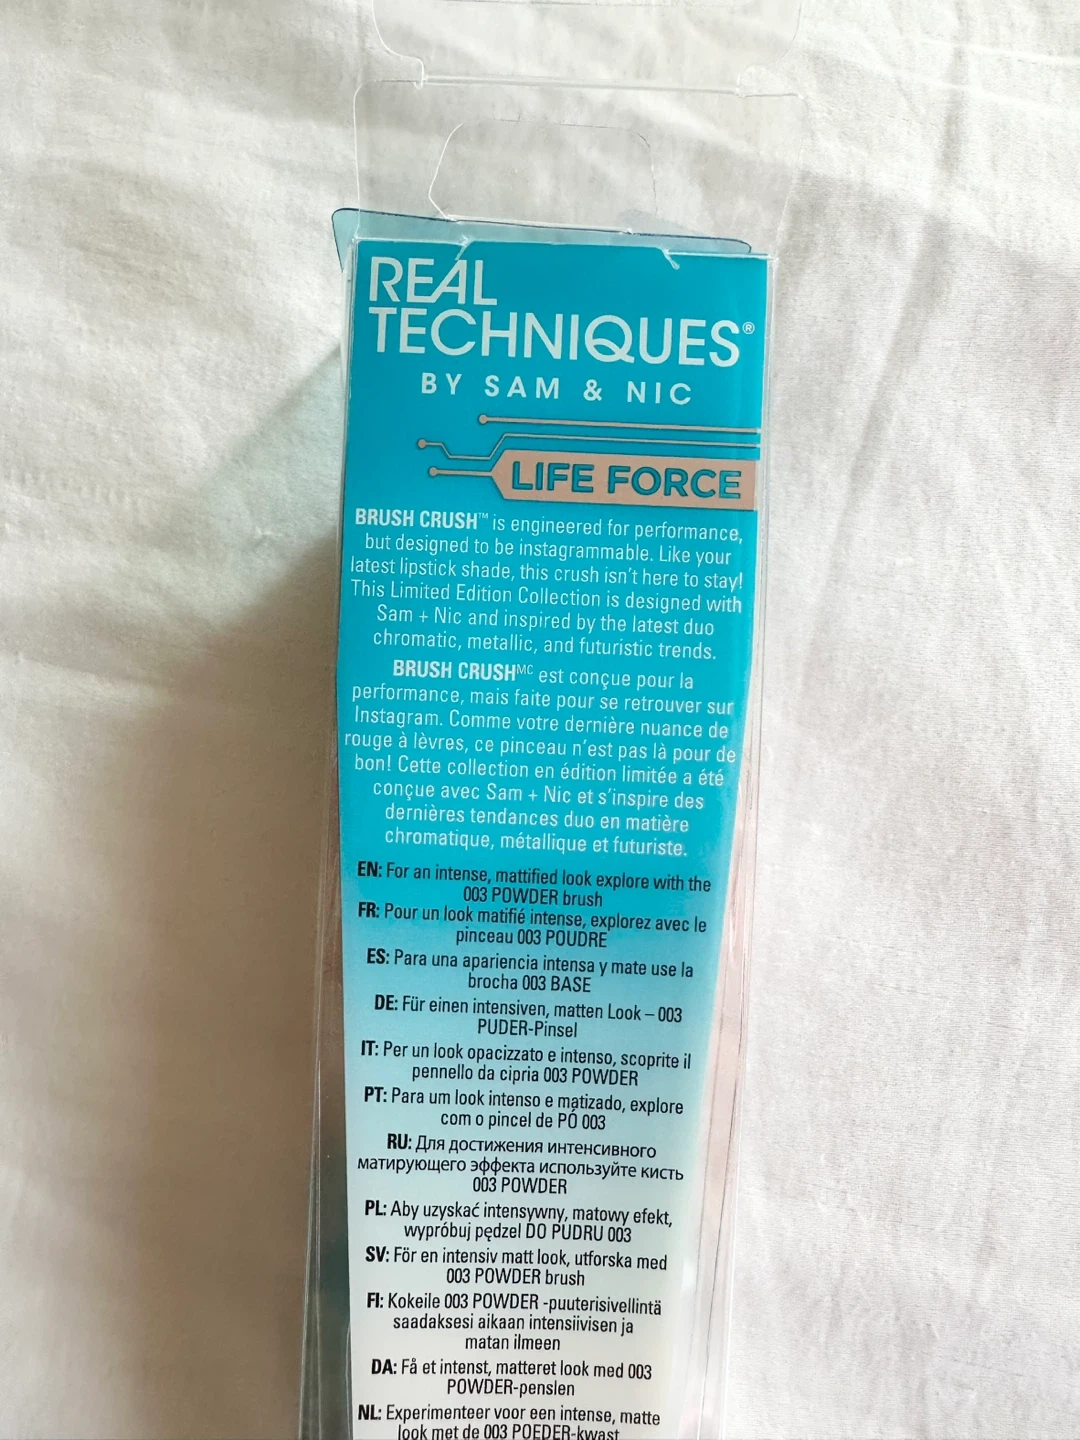 REAL
TECHNIQUES®
BY SAM & NIC
LIFE FORCE
BRUSH CRUSH™ is engineered for performance,
but designed to be instagrammable. Like your
latest lipstick shade, this crush isn't here to stay!
This Limited Edition Collection is designed with
Sam + Nic and inspired by the latest duo
chromatic, metallic, and futuristic trends.
BRUSH CRUSHMC est conçue pour la
performance, mais faite pour se retrouver sur
Instagram. Comme votre dernière nuance de
rouge à lèvres, ce pinceau n'est pas là pour de
bon! Cette collection en édition limitée a été
conçue avec Sam + Nic et s'inspire des
dernières tendances duo en matière
chromatique, métallique et futuriste.
EN: For an intense, mattified look explore with the
003 POWDER brush
FR: Pour un look matifié intense, explorez avec le
pinceau 003 POUDRE
ES: Para una apariencia intensa y mate use la
brocha 003 BASE
DE: Für einen intensiven, matten Look – 003
PUDER-Pinsel
IT: Per un look opacizzato e intenso, scoprite il
pennello da cipria 003 POWDER
PT: Para um look intenso e matizado, explore
com o pincel de PÓ 003
RU: Для достижения интенсивного
матирующего эффекта используйте кисть
003 POWDER
PL: Aby uzyskać intensywny, matowy efekt,
wypróbuj pędzel DO PUDRU 003
SV: För en intensiv matt look, utforska med
003 POWDER brush
FI: Kokeile 003 POWDER -puuterisivellintä
saadaksesi aikaan intensiivisen ja
matan ilmeen
DA: Få et intenst, matteret look med 003
POWDER-penslen
NL: Experimenteer voor een intense, matte
look met de 003 POEDER-kwast